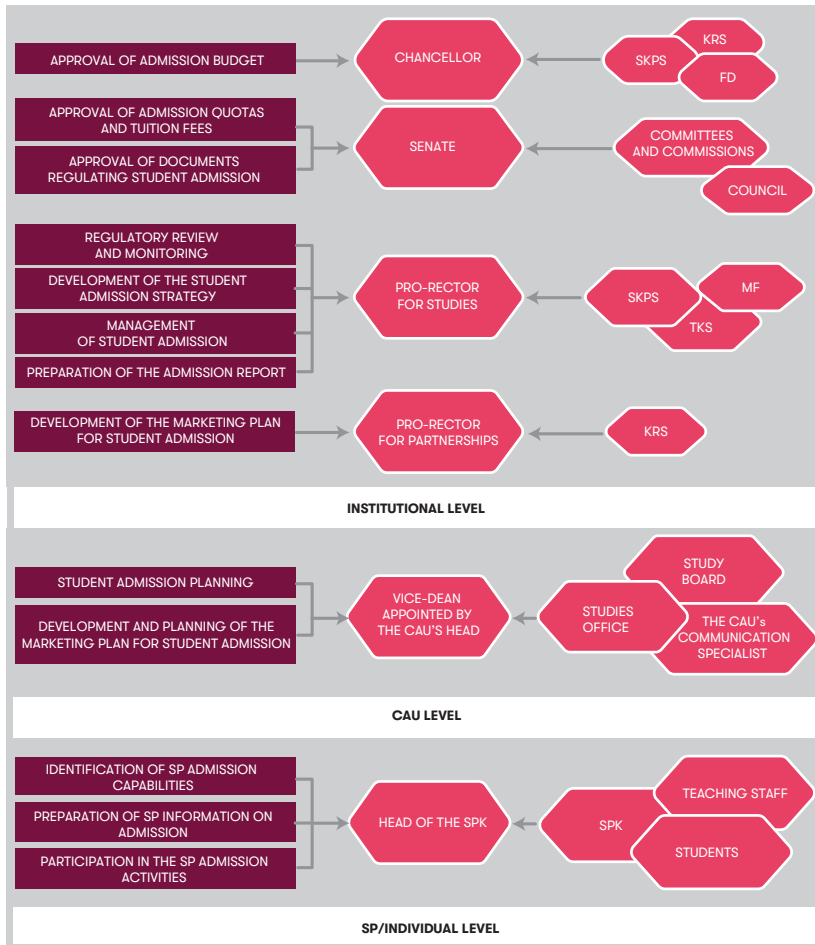 APPROVAL OF ADMISSION BUDGET
CHANCELLOR
KRS
SKPS
FD
APPROVAL OF ADMISSION QUOTAS
AND TUITION FEES
APPROVAL OF DOCUMENTS
REGULATING STUDENT ADMISSION
SENATE
COMMITTEES
AND COMMISSIONS
COUNCIL
REGULATORY REVIEW
AND MONITORING
DEVELOPMENT OF THE STUDENT
ADMISSION STRATEGY
MANAGEMENT
OF STUDENT ADMISSION
PREPARATION OF THE ADMISSION REPORT
PRO-RECTOR
FOR STUDIES
SKPS
MF
TKS
DEVELOPMENT OF THE MARKETING PLAN
FOR STUDENT ADMISSION
PRO-RECTOR
FOR PARTNERSHIPS
KRS
INSTITUTIONAL LEVEL
STUDENT ADMISSION PLANNING
DEVELOPMENT AND PLANNING OF THE
MARKETING PLAN FOR STUDENT ADMISSION
VICE-DEAN
APPOINTED BY
THE CAU'S HEAD
STUDY
BOARD
STUDIES
OFFICE
THE CAU's
COMMUNICATION
SPECIALIST
CAU LEVEL
IDENTIFICATION OF SP ADMISSION
CAPABILITIES
PREPARATION OF SP INFORMATION ON
ADMISSION
PARTICIPATION IN THE SP ADMISSION
ACTIVITIES
HEAD OF THE SPK
TEACHING STAFF
SPK
STUDENTS
SP/INDIVIDUAL LEVEL